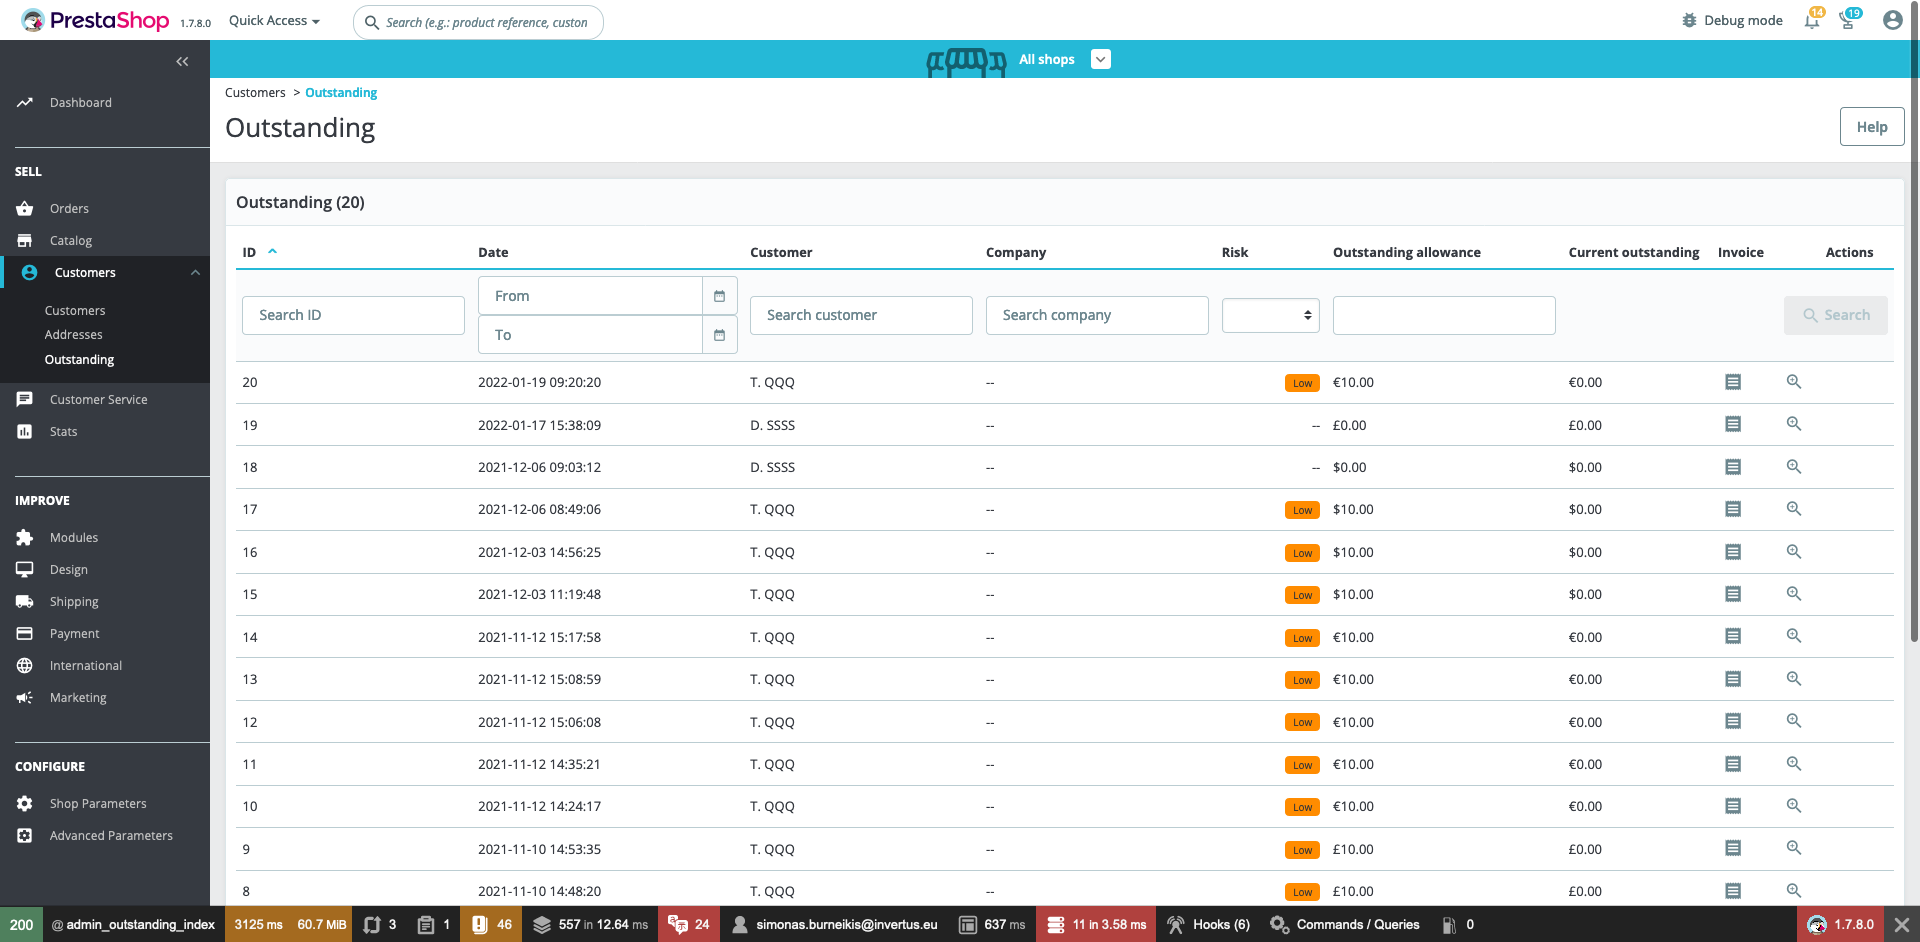 PrestaShop 1.7.8.0 Quick Access Search (e.g.: product reference, custon Debug mode 14 19
All shops
Dashboard
SELL
Orders
Catalog
Customers
Customers
Addresses
Outstanding
Customer Service
Stats
IMPROVE
Modules
Design
Shipping
Payment
International
Marketing
CONFIGURE
Shop Parameters
Advanced Parameters
Customers > Outstanding
Outstanding
Help
Outstanding (20)
ID Date Customer Company Risk Outstanding allowance Current outstanding Invoice Actions
From
Search ID Search customer Search company Search
To
20 2022-01-19 09:20:20 T. QQQ -- Low €10.00 €0.00
19 2022-01-17 15:38:09 D. SSSS -- -- £0.00 £0.00
18 2021-12-06 09:03:12 D. SSSS -- -- $0.00 $0.00
17 2021-12-06 08:49:06 T. QQQ -- Low $10.00 $0.00
16 2021-12-03 14:56:25 T. QQQ -- Low $10.00 $0.00
15 2021-12-03 11:19:48 T. QQQ -- Low $10.00 $0.00
14 2021-11-12 15:17:58 T. QQQ -- Low €10.00 €0.00
13 2021-11-12 15:08:59 T. QQQ -- Low €10.00 €0.00
12 2021-11-12 15:06:08 T. QQQ -- Low €10.00 €0.00
11 2021-11-12 14:35:21 T. QQQ -- Low €10.00 €0.00
10 2021-11-12 14:24:17 T. QQQ -- Low €10.00 €0.00
9 2021-11-10 14:53:35 T. QQQ -- Low £10.00 £0.00
8 2021-11-10 14:48:20 T. QQQ -- Low £10.00 £0.00
200 @ admin_outstanding_index 3125 ms 60.7 MiB 3 1 46 557 in 12.64 ms 24 simonas.burneikis@invertus.eu 637 ms 11 in 3.58 ms Hooks (6) Commands / Queries 0 1.7.8.0